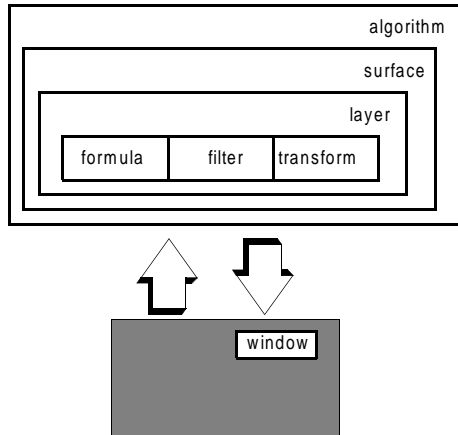 algorithm
surface
layer
formula filter transform
window